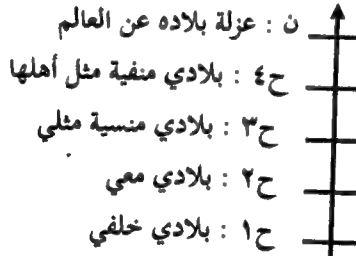 ن : عزلة بلاده عن العالم
ح٤ : بلادي منفية مثل أهلها
ح٣ : بلادي منسية مثلي
ح٢ : بلادي معي
ح١ : بلادي خلفي